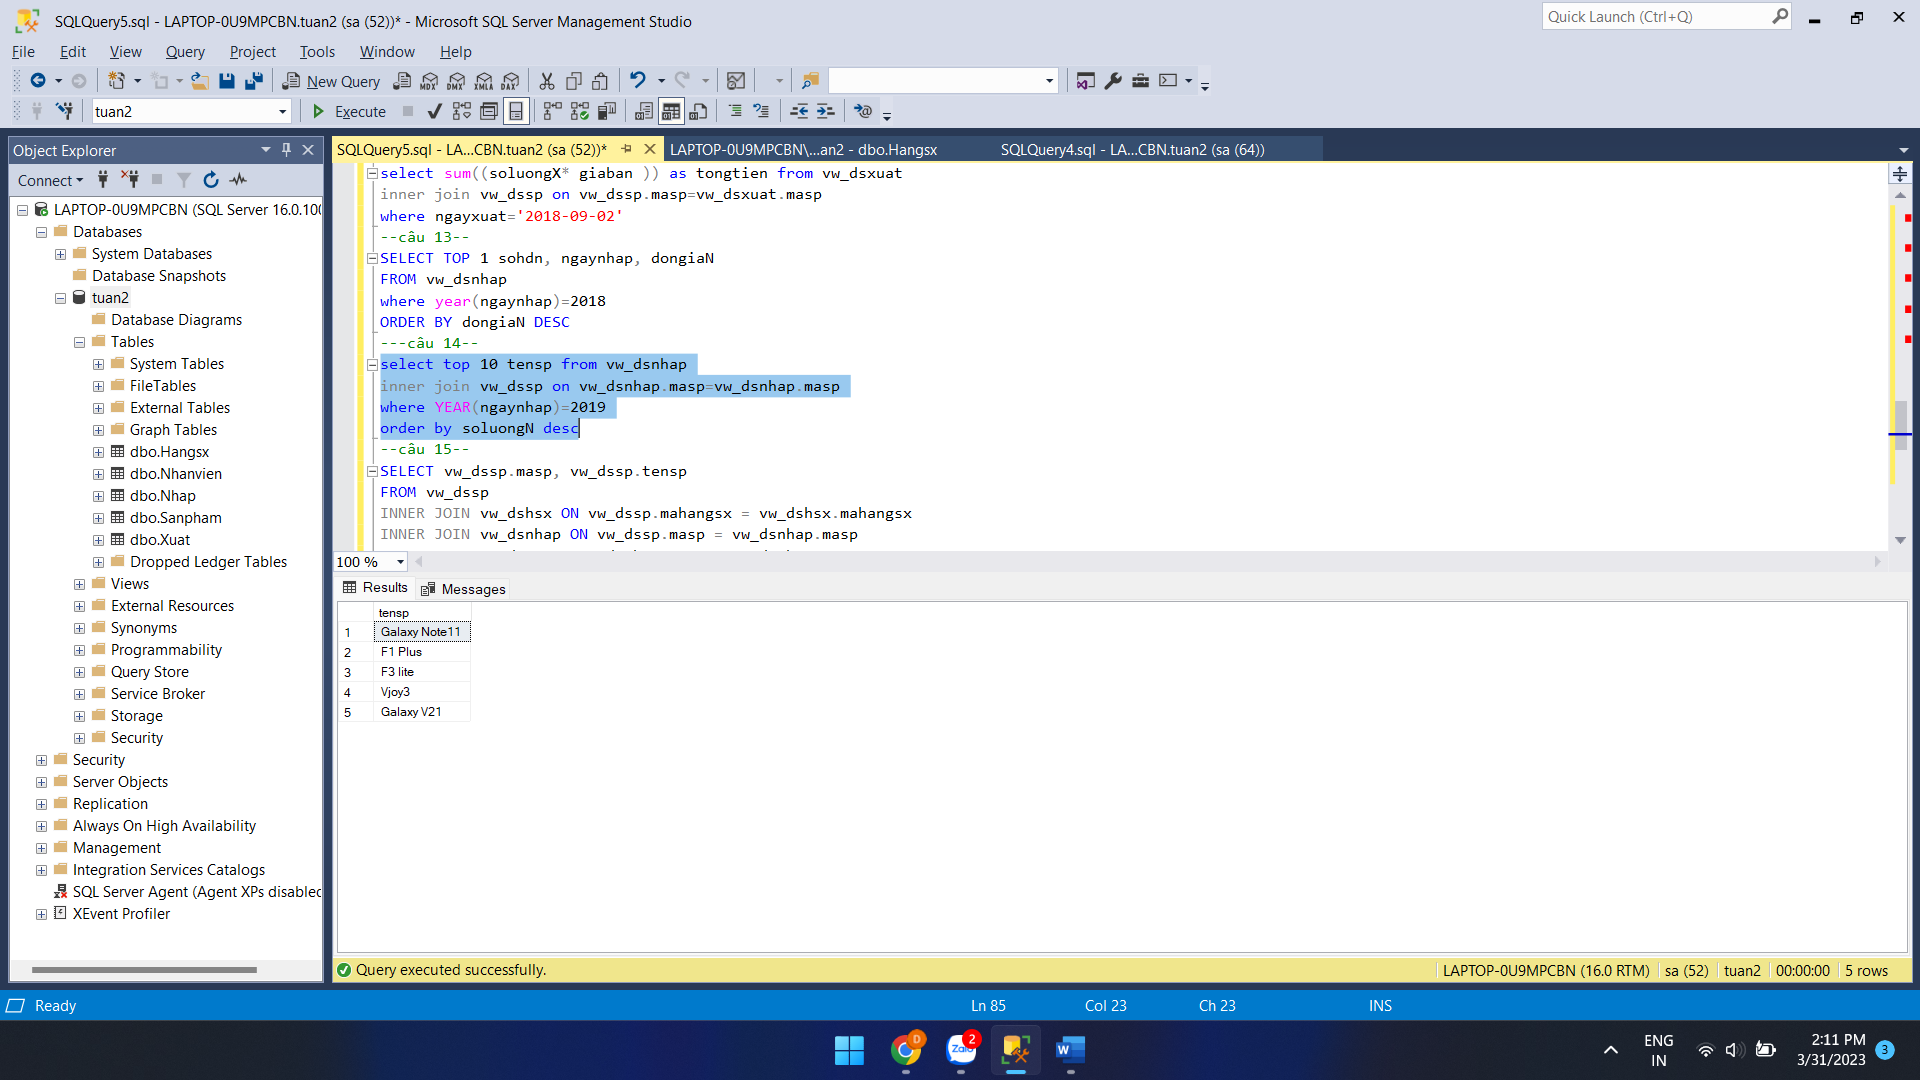 SQLQuery5.sql - LAPTOP-0U9MPCBN.tuan2 (sa (52))* - Microsoft SQL Server Management Studio
Quick Launch (Ctrl+Q)
File Edit View Query Project Tools Window Help
New Query MDX DMX XMLA DAX
tuan2 Execute
Object Explorer
Connect
LAPTOP-0U9MPCBN (SQL Server 16.0.100
Databases
System Databases
Database Snapshots
tuan2
Database Diagrams
Tables
System Tables
FileTables
External Tables
Graph Tables
dbo.Hangsx
dbo.Nhanvien
dbo.Nhap
dbo.Sanpham
dbo.Xuat
Dropped Ledger Tables
Views
External Resources
Synonyms
Programmability
Query Store
Service Broker
Storage
Security
Security
Server Objects
Replication
Always On High Availability
Management
Integration Services Catalogs
SQL Server Agent (Agent XPs disabled
XEvent Profiler
SQLQuery5.sql - LA...CBN.tuan2 (sa (52))* LAPTOP-0U9MPCBN\...an2 - dbo.Hangsx SQLQuery4.sql - LA...CBN.tuan2 (sa (64))
select sum((soluongX* giaban )) as tongtien from vw_dsxuat
inner join vw_dssp on vw_dssp.masp=vw_dsxuat.masp
where ngayxuat='2018-09-02'
--câu 13--
SELECT TOP 1 sohdn, ngaynhap, dongiaN
FROM vw_dsnhap
where year(ngaynhap)=2018
ORDER BY dongiaN DESC
---câu 14--
select top 10 tensp from vw_dsnhap
inner join vw_dssp on vw_dsnhap.masp=vw_dsnhap.masp
where YEAR(ngaynhap)=2019
order by soluongN desc
--câu 15--
SELECT vw_dssp.masp, vw_dssp.tensp
FROM vw_dssp
INNER JOIN vw_dshsx ON vw_dssp.mahangsx = vw_dshsx.mahangsx
INNER JOIN vw_dsnhap ON vw_dssp.masp = vw_dsnhap.masp
100 %
Results Messages
tensp
1 Galaxy Note11
2 F1 Plus
3 F3 lite
4 Vjoy3
5 Galaxy V21
Query executed successfully. LAPTOP-0U9MPCBN (16.0 RTM) sa (52) tuan2 00:00:00 5 rows
Ready Ln 85 Col 23 Ch 23 INS
D Zalo 2 W
ENG
IN
2:11 PM
3/31/2023
3